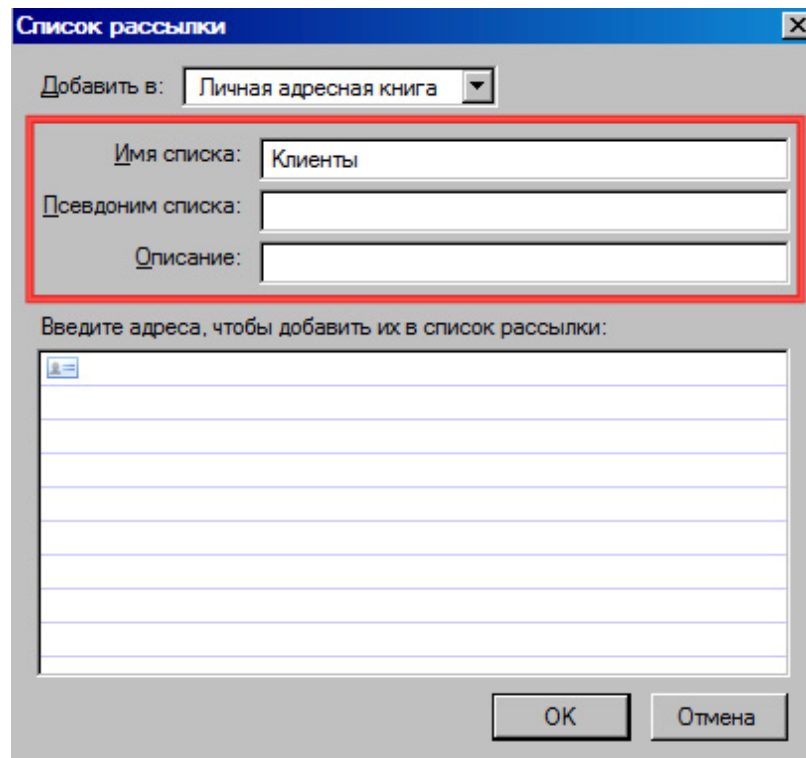 Список рассылки
Добавить в: Личная адресная книга
Имя списка: Клиенты
Псевдоним списка:
Описание:
Введите адреса, чтобы добавить их в список рассылки:
OK Отмена